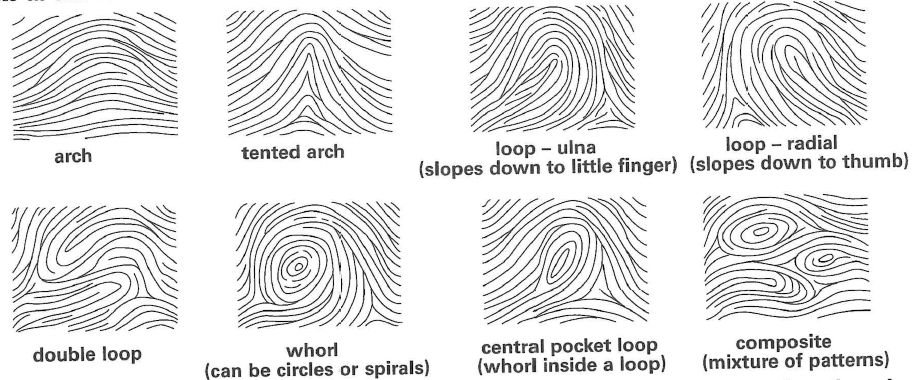 arch
tented arch
loop – ulna
(slopes down to little finger)
loop – radial
(slopes down to thumb)
double loop
whorl
(can be circles or spirals)
central pocket loop
(whorl inside a loop)
composite
(mixture of patterns)